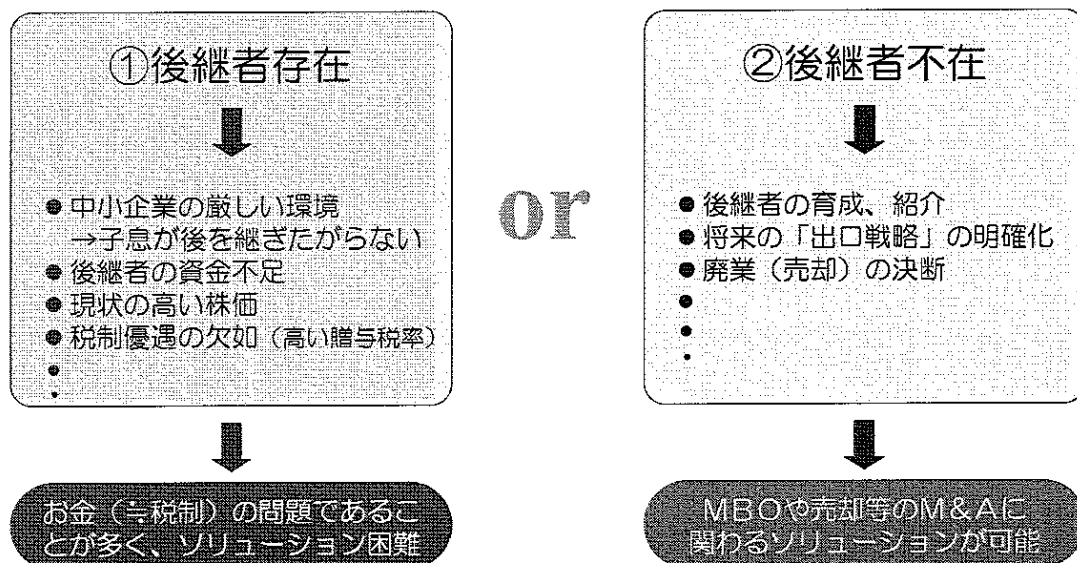 ①後継者存在
●中小企業の厳しい環境
→子息が後を継ぎたがらない
●後継者の資金不足
●現状の高い株価
●税制優遇の欠如（高い贈与税率）
●
・
お金（≒税制）の問題であるこ
とが多く、ソリューション困難
or
②後継者不在
●後継者の育成、紹介
●将来の「出口戦略」の明確化
●廃業（売却）の決断
●
●
・
MBOや売却等のM&Aに
関わるソリューションが可能